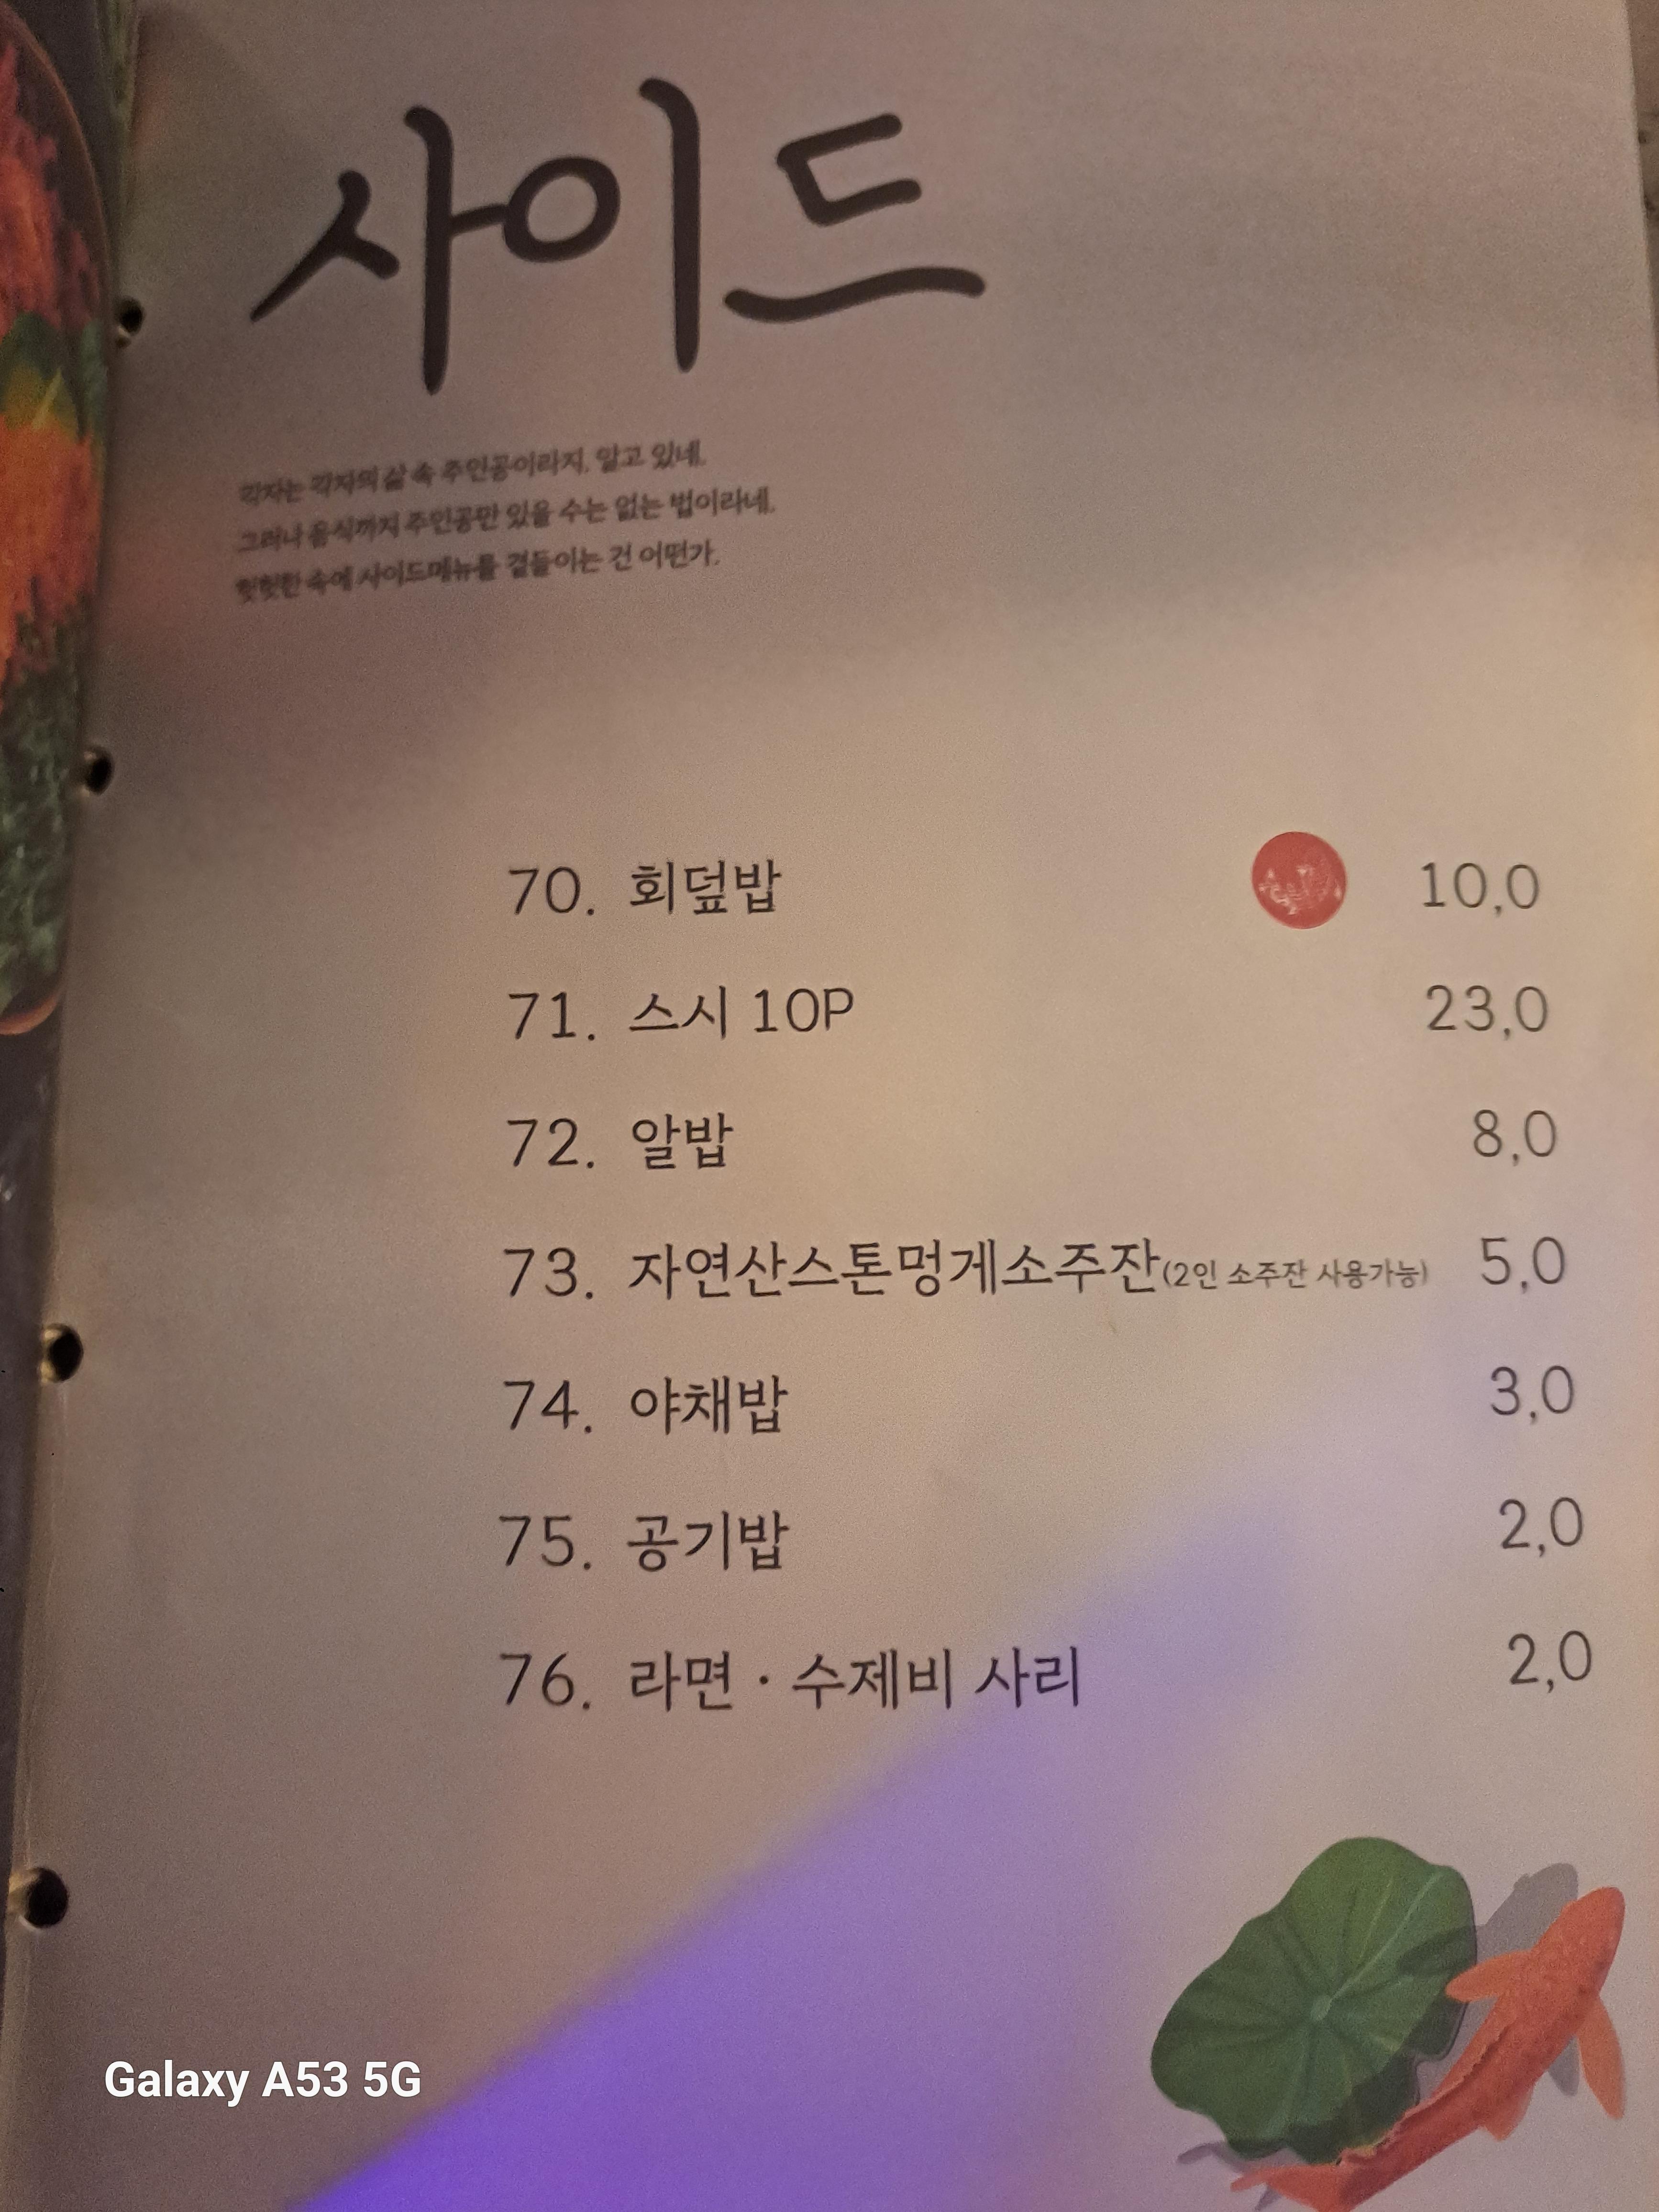 사이드
각자는 각자의 삶 속 주인공이라지, 알고 있네.
그러나 음식까지 주인공만 있을 수는 없는 법이라네.
헛헛한 속에 사이드메뉴를 곁들이는 건 어떤가.
70. 회덮밥 10,0
71. 스시 10P 23,0
72. 알밥 8,0
73. 자연산스톤멍게소주잔(2인 소주잔 사용가능) 5,0
74. 야채밥 3,0
75. 공기밥 2,0
76. 라면 · 수제비 사리 2,0
Galaxy A53 5G